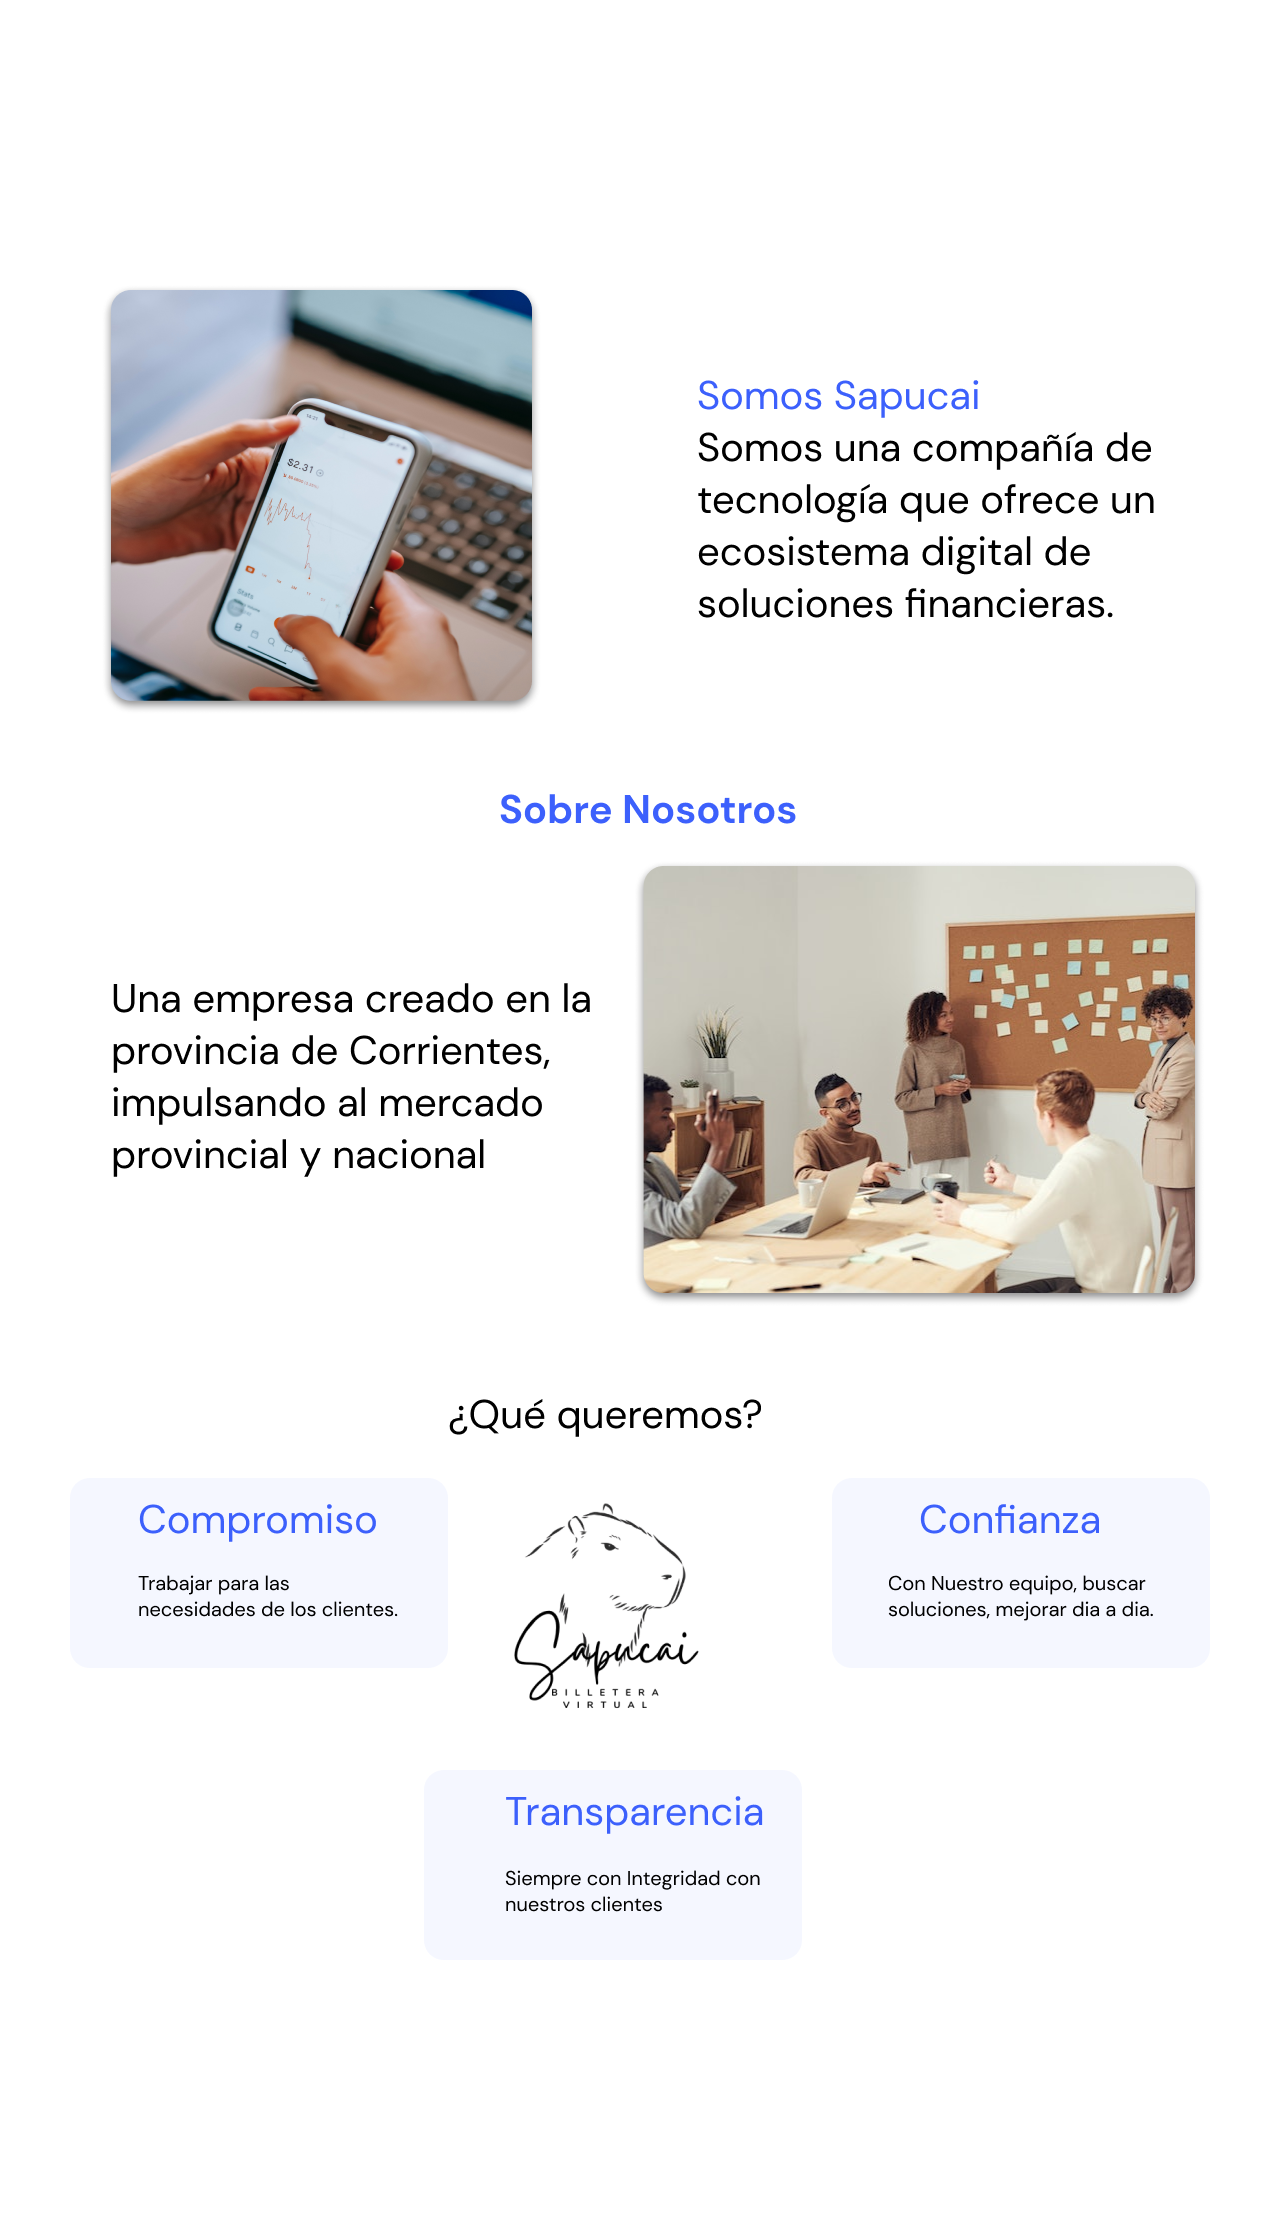 $2.31
Stats
Somos Sapucai
Somos una compañía de
tecnología que ofrece un
ecosistema digital de
soluciones financieras.
Sobre Nosotros
Una empresa creado en la
provincia de Corrientes,
impulsando al mercado
provincial y nacional
¿Qué queremos?
Compromiso
Trabajar para las
necesidades de los clientes.
Sapucai
BILLETERA
VIRTUAL
Confianza
Con Nuestro equipo, buscar
soluciones, mejorar dia a dia.
Transparencia
Siempre con Integridad con
nuestros clientes